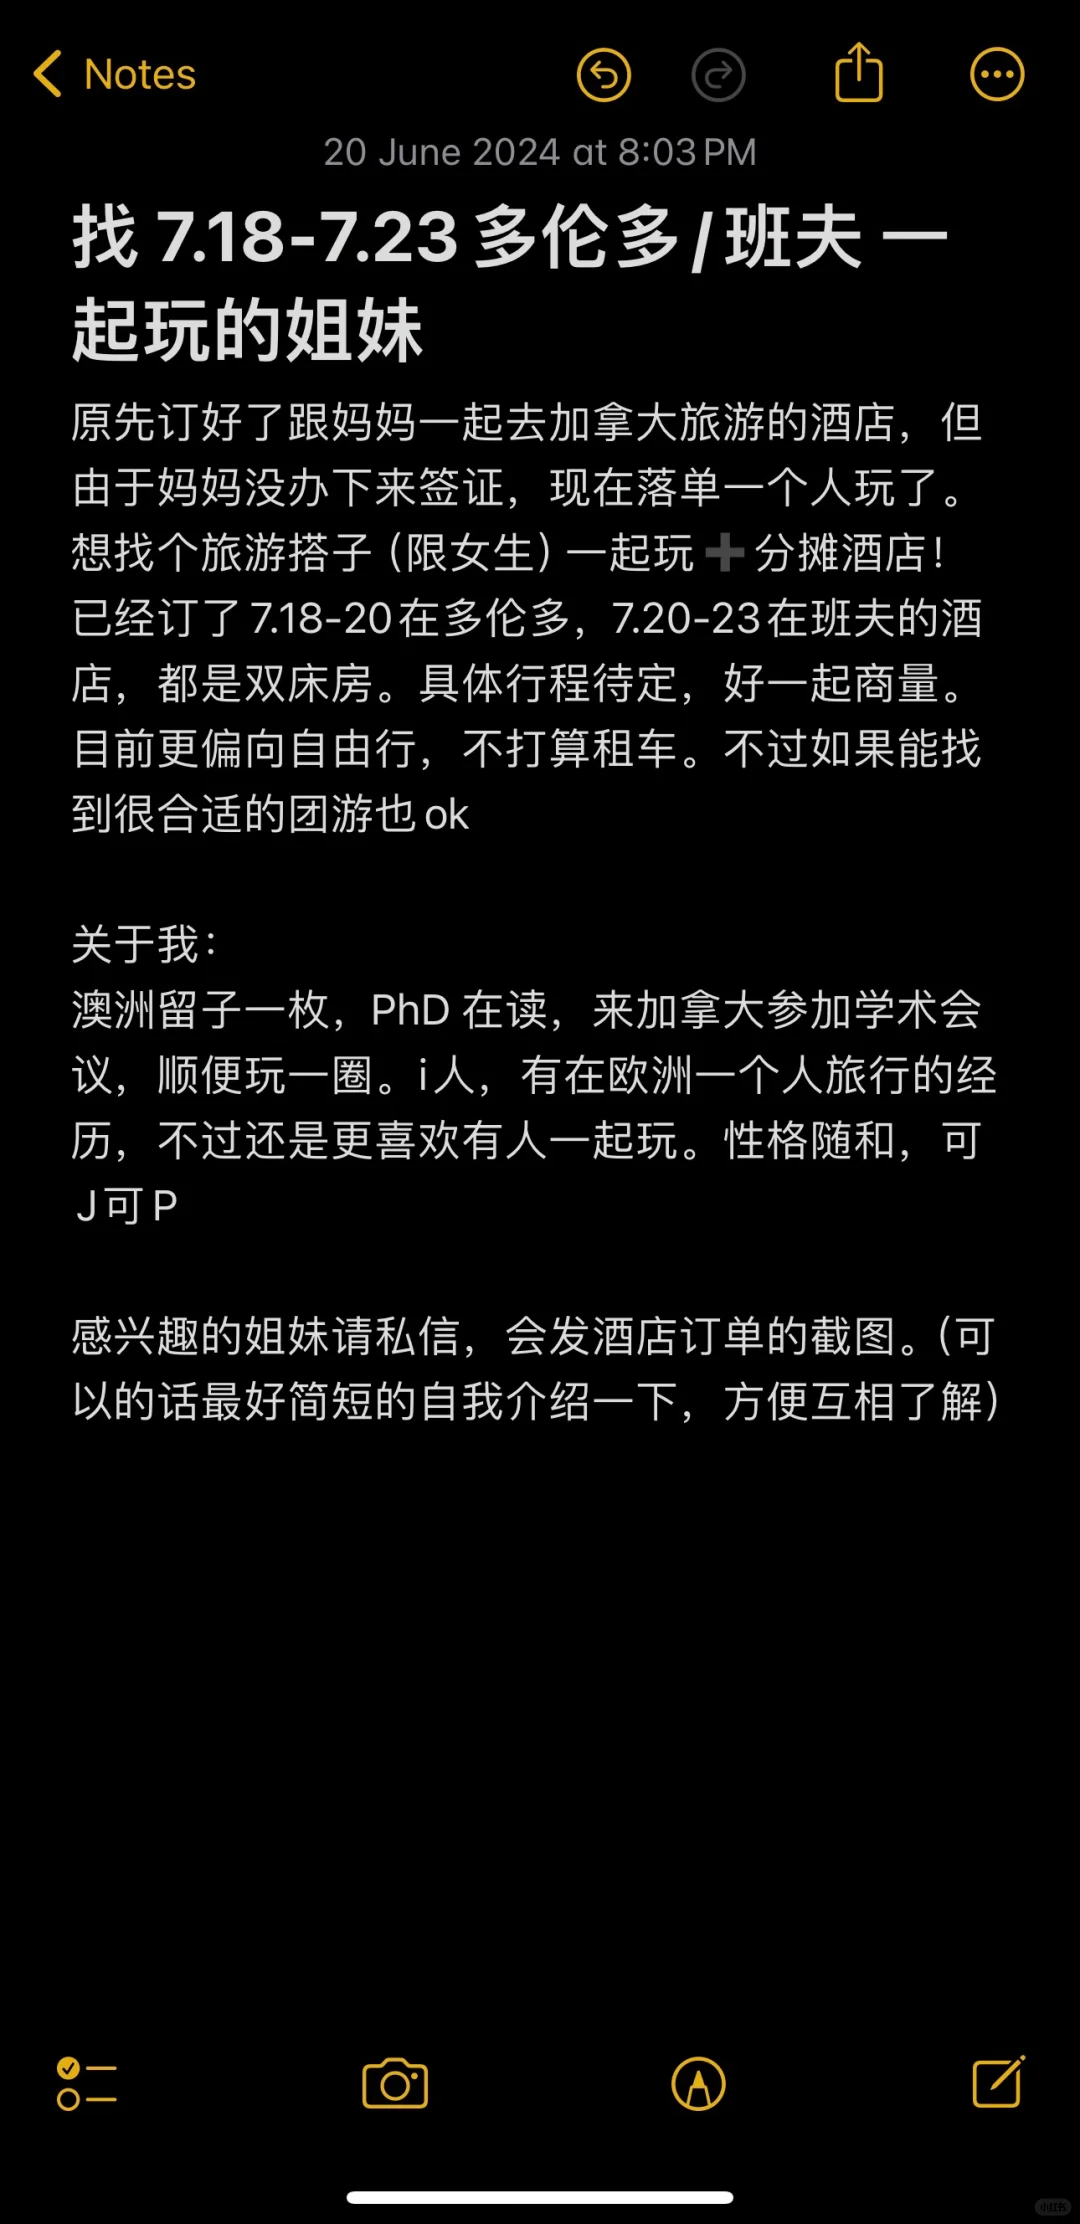 Notes
20 June 2024 at 8:03 PM
找 7.18-7.23 多伦多/班夫 一
起玩的姐妹
原先订好了跟妈妈一起去加拿大旅游的酒店，但
由于妈妈没办下来签证，现在落单一个人玩了。
想找个旅游搭子（限女生）一起玩➕分摊酒店！
已经订了7.18-20在多伦多，7.20-23在班夫的酒
店，都是双床房。具体行程待定，好一起商量。
目前更偏向自由行，不打算租车。不过如果能找
到很合适的团游也ok
关于我：
澳洲留子一枚，PhD 在读，来加拿大参加学术会
议，顺便玩一圈。i人，有在欧洲一个人旅行的经
历，不过还是更喜欢有人一起玩。性格随和，可
J可P
感兴趣的姐妹请私信，会发酒店订单的截图。（可
以的话最好简短的自我介绍一下，方便互相了解）
小红书